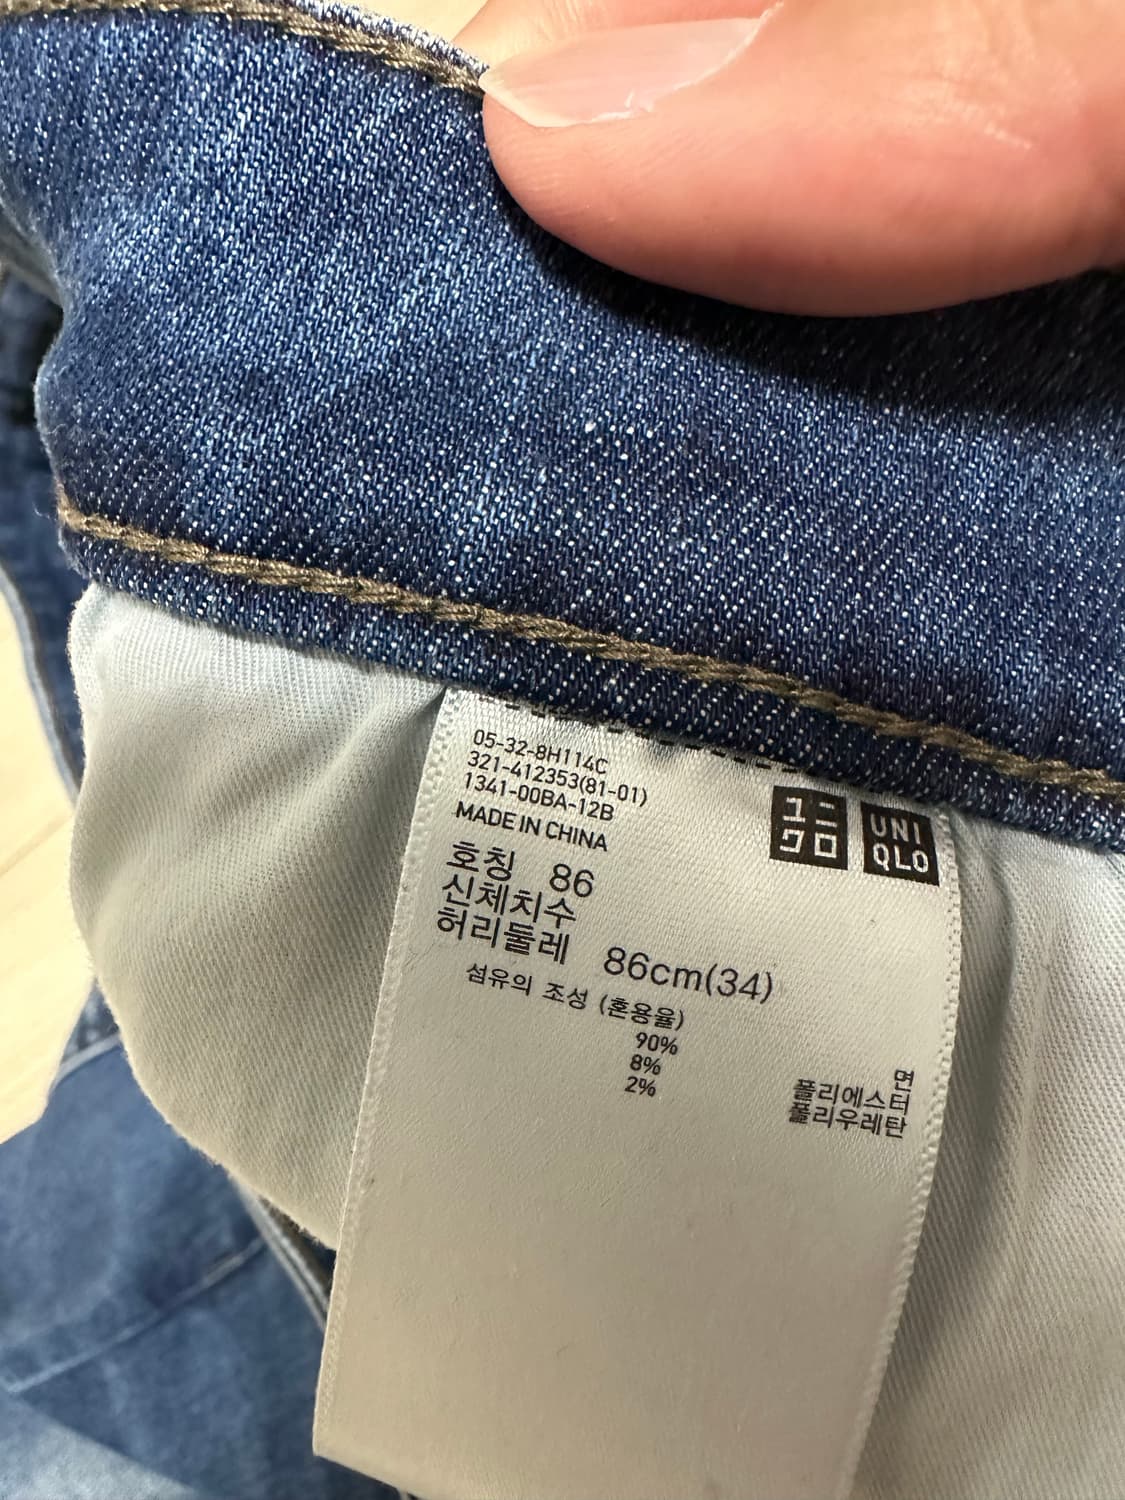 05-32-8H114C
321-412353(81-01)
1341-00BA-12B
MADE IN CHINA
ユニ
クロ
UNI
QLO
호칭 86
신체치수
허리둘레 86cm(34)
섬유의 조성 (혼용율)
90% 면
8% 폴리에스터
2% 폴리우레탄